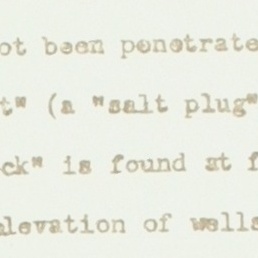 ot been penetrate
t" (a "salt plug"
ck" is found at f
elevation of wells